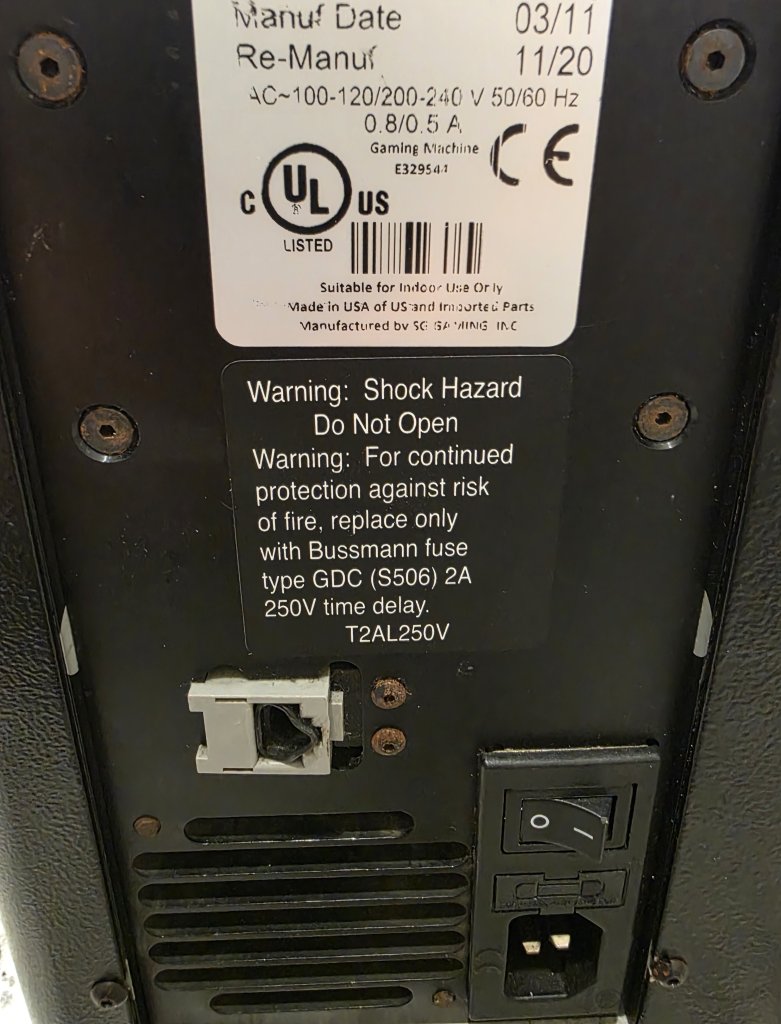 Manuf Date 03/11
Re-Manuf 11/20
AC~100-120/200-240 V 50/60 Hz
0.8/0.5 A
Gaming Machine
E329544
CE
C UL US
LISTED
Suitable for Indoor Use Only
Made in USA of US and Imported Parts
Manufactured by SG GAMING INC
Warning: Shock Hazard
Do Not Open
Warning: For continued
protection against risk
of fire, replace only
with Bussmann fuse
type GDC (S506) 2A
250V time delay.
T2AL250V
O I